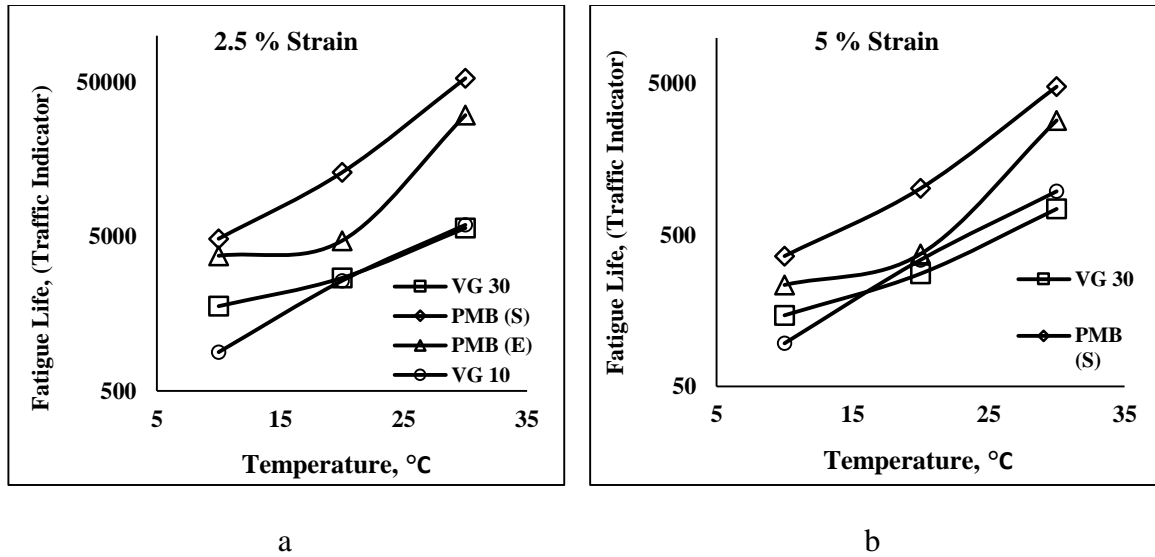 2.5 % Strain
Fatigue Life, (Traffic Indicator)
50000
5000
500
5
15
25
35
Temperature, °C
VG 30
PMB (S)
PMB (E)
VG 10
a
5 % Strain
Fatigue Life, (Traffic Indicator)
5000
500
50
5
15
25
35
Temperature, °C
VG 30
PMB
(S)
b